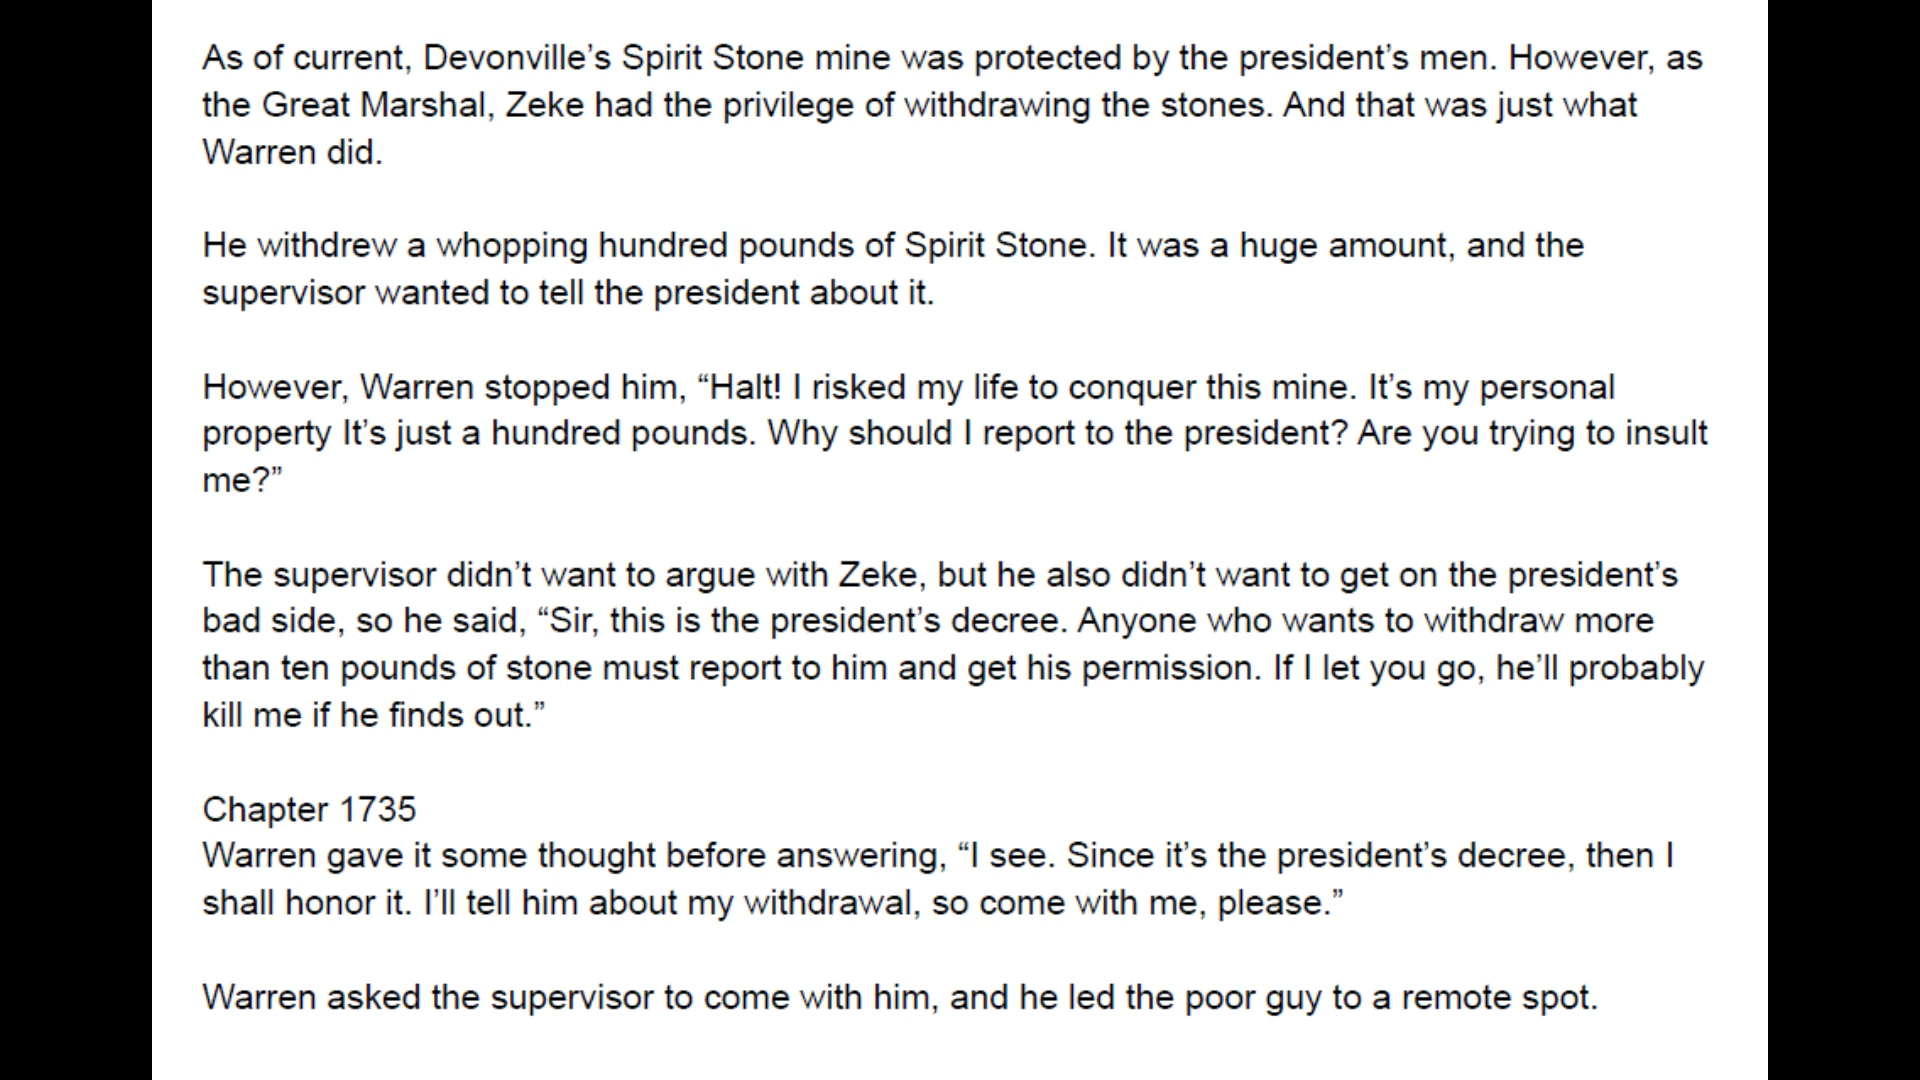 As of current, Devonville’s Spirit Stone mine was protected by the president’s men. However, as
the Great Marshal, Zeke had the privilege of withdrawing the stones. And that was just what
Warren did.
He withdrew a whopping hundred pounds of Spirit Stone. It was a huge amount, and the
supervisor wanted to tell the president about it.
However, Warren stopped him, “Halt! I risked my life to conquer this mine. It’s my personal
property It’s just a hundred pounds. Why should I report to the president? Are you trying to insult
me?”
The supervisor didn’t want to argue with Zeke, but he also didn’t want to get on the president’s
bad side, so he said, “Sir, this is the president’s decree. Anyone who wants to withdraw more
than ten pounds of stone must report to him and get his permission. If I let you go, he’ll probably
kill me if he finds out.”
Chapter 1735
Warren gave it some thought before answering, “I see. Since it’s the president’s decree, then I
shall honor it. I’ll tell him about my withdrawal, so come with me, please.”
Warren asked the supervisor to come with him, and he led the poor guy to a remote spot.